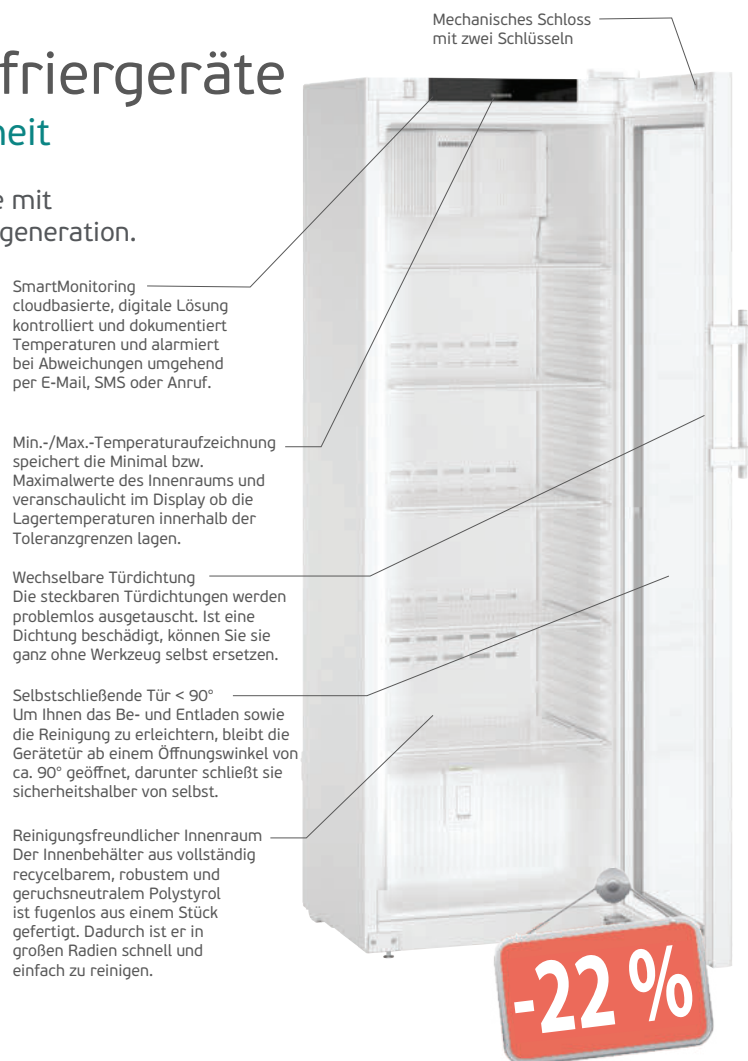 Mechanisches Schloss
mit zwei Schlüsseln
friergeräte
heit
e mit
generation.
SmartMonitoring
cloudbasierte, digitale Lösung
kontrolliert und dokumentiert
Temperaturen und alarmiert
bei Abweichungen umgehend
per E-Mail, SMS oder Anruf.
Min.-/Max.-Temperaturaufzeichnung
speichert die Minimal bzw.
Maximalwerte des Innenraums und
veranschaulicht im Display ob die
Lagertemperaturen innerhalb der
Toleranzgrenzen lagen.
Wechselbare Türdichtung
Die steckbaren Türdichtungen werden
problemlos ausgetauscht. Ist eine
Dichtung beschädigt, können Sie sie
ganz ohne Werkzeug selbst ersetzen.
Selbstschließende Tür < 90°
Um Ihnen das Be- und Entladen sowie
die Reinigung zu erleichtern, bleibt die
Gerätetür ab einem Öffnungswinkel von
ca. 90° geöffnet, darunter schließt sie
sicherheitshalber von selbst.
Reinigungsfreundlicher Innenraum
Der Innenbehälter aus vollständig
recycelbarem, robustem und
geruchsneutralem Polystyrol
ist fugenlos aus einem Stück
gefertigt. Dadurch ist er in
großen Radien schnell und
einfach zu reinigen.
-22 %